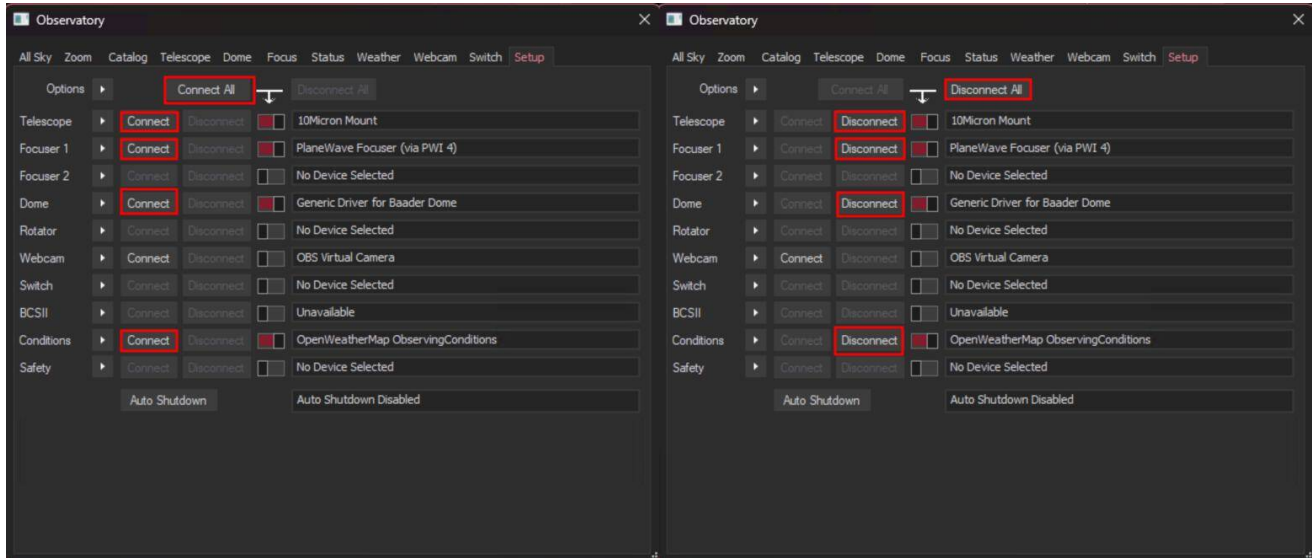 Observatory
All Sky Zoom Catalog Telescope Dome Focus Status Weather Webcam Switch Setup
Options Connect All Disconnect All
Telescope Connect Disconnect 10Micron Mount
Focuser 1 Connect Disconnect PlaneWave Focuser (via PWI 4)
Focuser 2 Connect Disconnect No Device Selected
Dome Connect Disconnect Generic Driver for Baader Dome
Rotator Connect Disconnect No Device Selected
Webcam Connect Disconnect OBS Virtual Camera
Switch Connect Disconnect No Device Selected
BCSII Connect Disconnect Unavailable
Conditions Connect Disconnect OpenWeatherMap ObservingConditions
Safety Connect Disconnect No Device Selected
Auto Shutdown Auto Shutdown Disabled
Observatory
All Sky Zoom Catalog Telescope Dome Focus Status Weather Webcam Switch Setup
Options Connect All Disconnect All
Telescope Connect Disconnect 10Micron Mount
Focuser 1 Connect Disconnect PlaneWave Focuser (via PWI 4)
Focuser 2 Connect Disconnect No Device Selected
Dome Connect Disconnect Generic Driver for Baader Dome
Rotator Connect Disconnect No Device Selected
Webcam Connect Disconnect OBS Virtual Camera
Switch Connect Disconnect No Device Selected
BCSII Connect Disconnect Unavailable
Conditions Connect Disconnect OpenWeatherMap ObservingConditions
Safety Connect Disconnect No Device Selected
Auto Shutdown Auto Shutdown Disabled